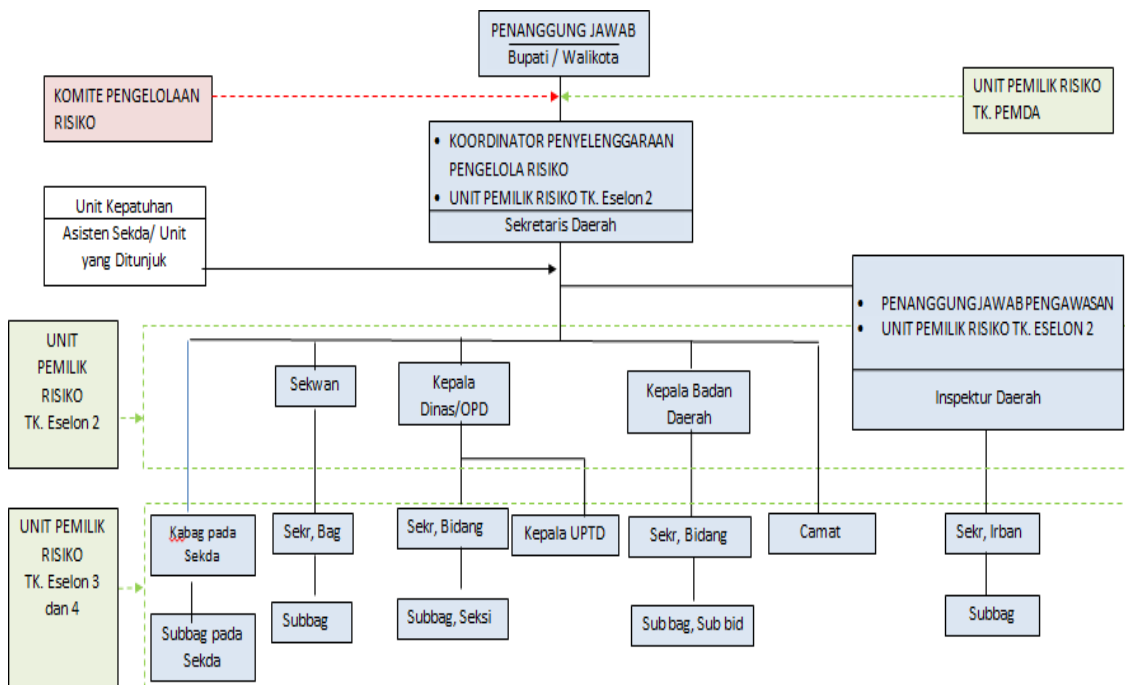 PENANGGUNG JAWAB
Bupati / Walikota
KOMITE PENGELOLAAN
RISIKO
UNIT PEMILIK RISIKO
TK. PEMDA
• KOORDINATOR PENYELENGGARAAN
PENGELOLA RISIKO
• UNIT PEMILIK RISIKO TK. Eselon 2
Sekretaris Daerah
Unit Kepatuhan
Asisten Sekda/ Unit
yang Ditunjuk
• PENANGGUNG JAWAB PENGAWASAN
• UNIT PEMILIK RISIKO TK. ESELON 2
Inspektur Daerah
UNIT
PEMILIK
RISIKO
TK. Eselon 2
Sekwan
Kepala
Dinas/OPD
Kepala Badan
Daerah
UNIT PEMILIK
RISIKO
TK. Eselon 3
dan 4
Kabag pada
Sekda
Sekr, Bag
Sekr, Bidang
Kepala UPTD
Sekr, Bidang
Camat
Sekr, Irban
Subbag pada
Sekda
Subbag
Subbag, Seksi
Subbag, Sub bid
Subbag